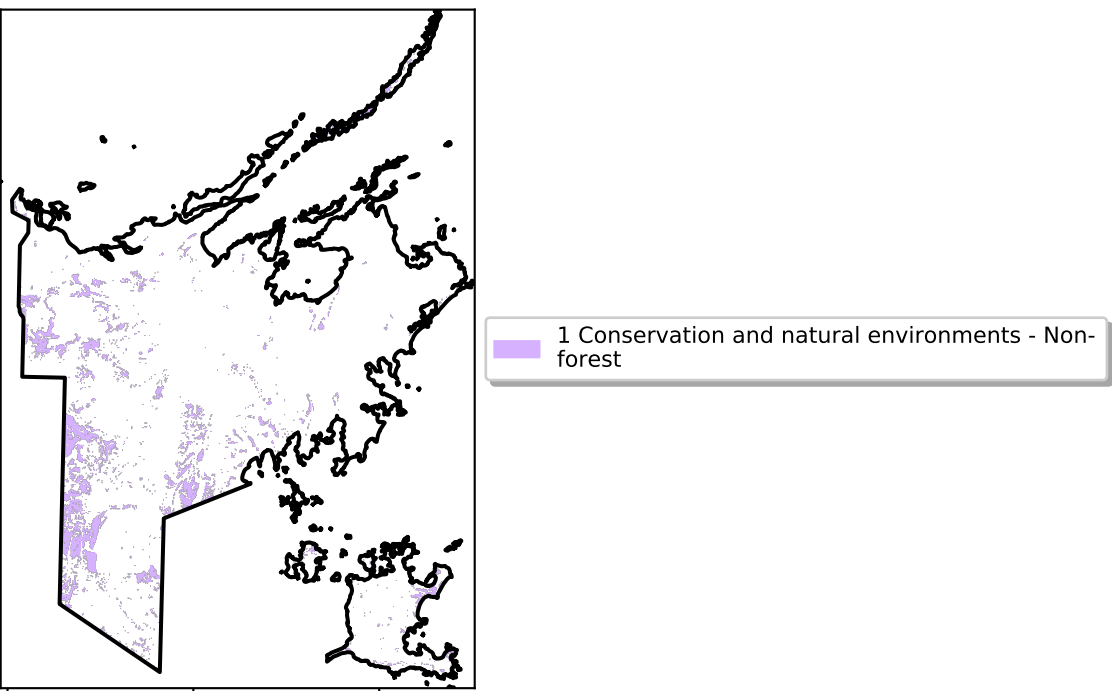 1 Conservation and natural environments - Non-
forest